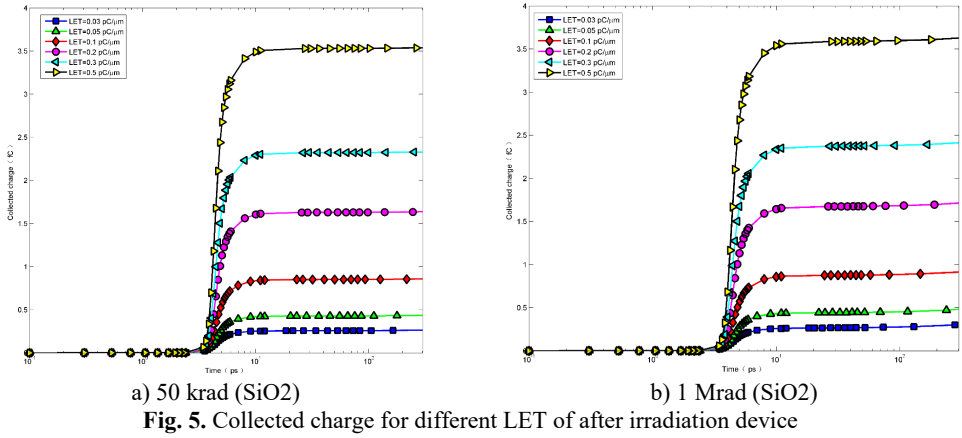 4
3.5
3
2.5
2
1.5
1
0.5
0
Collected charge ( fC )
LET=0.03 pC/μm
LET=0.05 pC/μm
LET=0.1 pC/μm
LET=0.2 pC/μm
LET=0.3 pC/μm
LET=0.5 pC/μm
Time ( ps )
a) 50 krad (SiO2)
4
3.5
3
2.5
2
1.5
1
0.5
0
Collected charge ( fC )
LET=0.03 pC/μm
LET=0.05 pC/μm
LET=0.1 pC/μm
LET=0.2 pC/μm
LET=0.3 pC/μm
LET=0.5 pC/μm
Time ( ps )
b) 1 Mrad (SiO2)
Fig. 5. Collected charge for different LET of after irradiation device